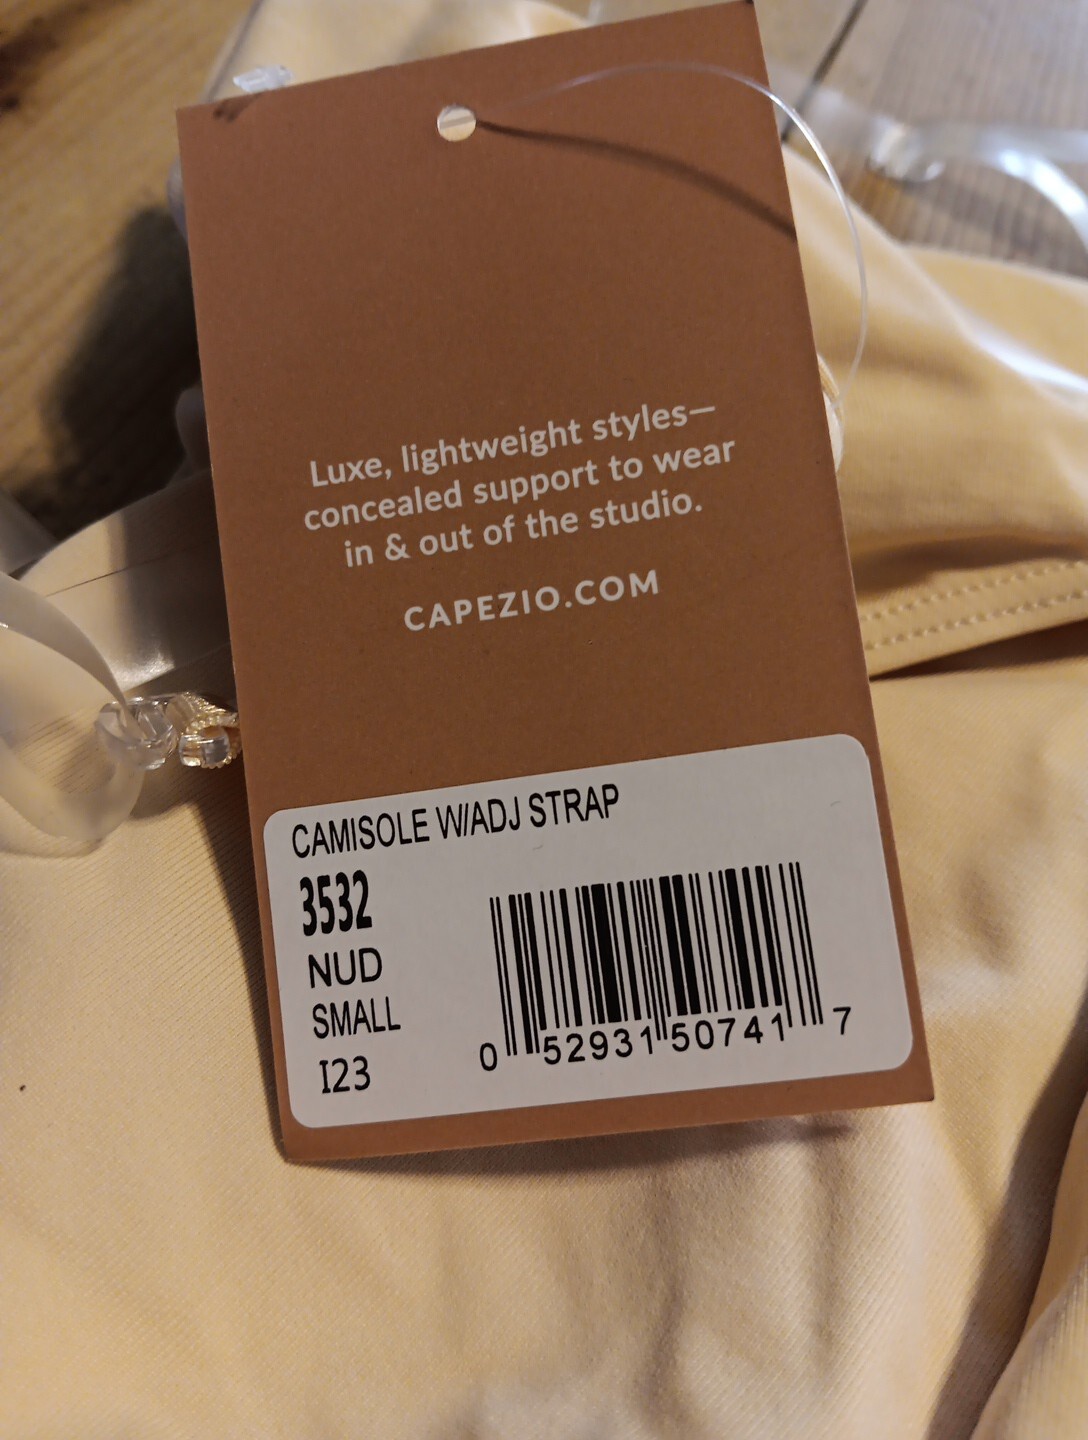 Luxe, lightweight styles—
concealed support to wear
in & out of the studio.
CAPEZIO.COM
CAMISOLE W/ADJ STRAP
3532
NUD
SMALL
I23
0 52931 50741 7